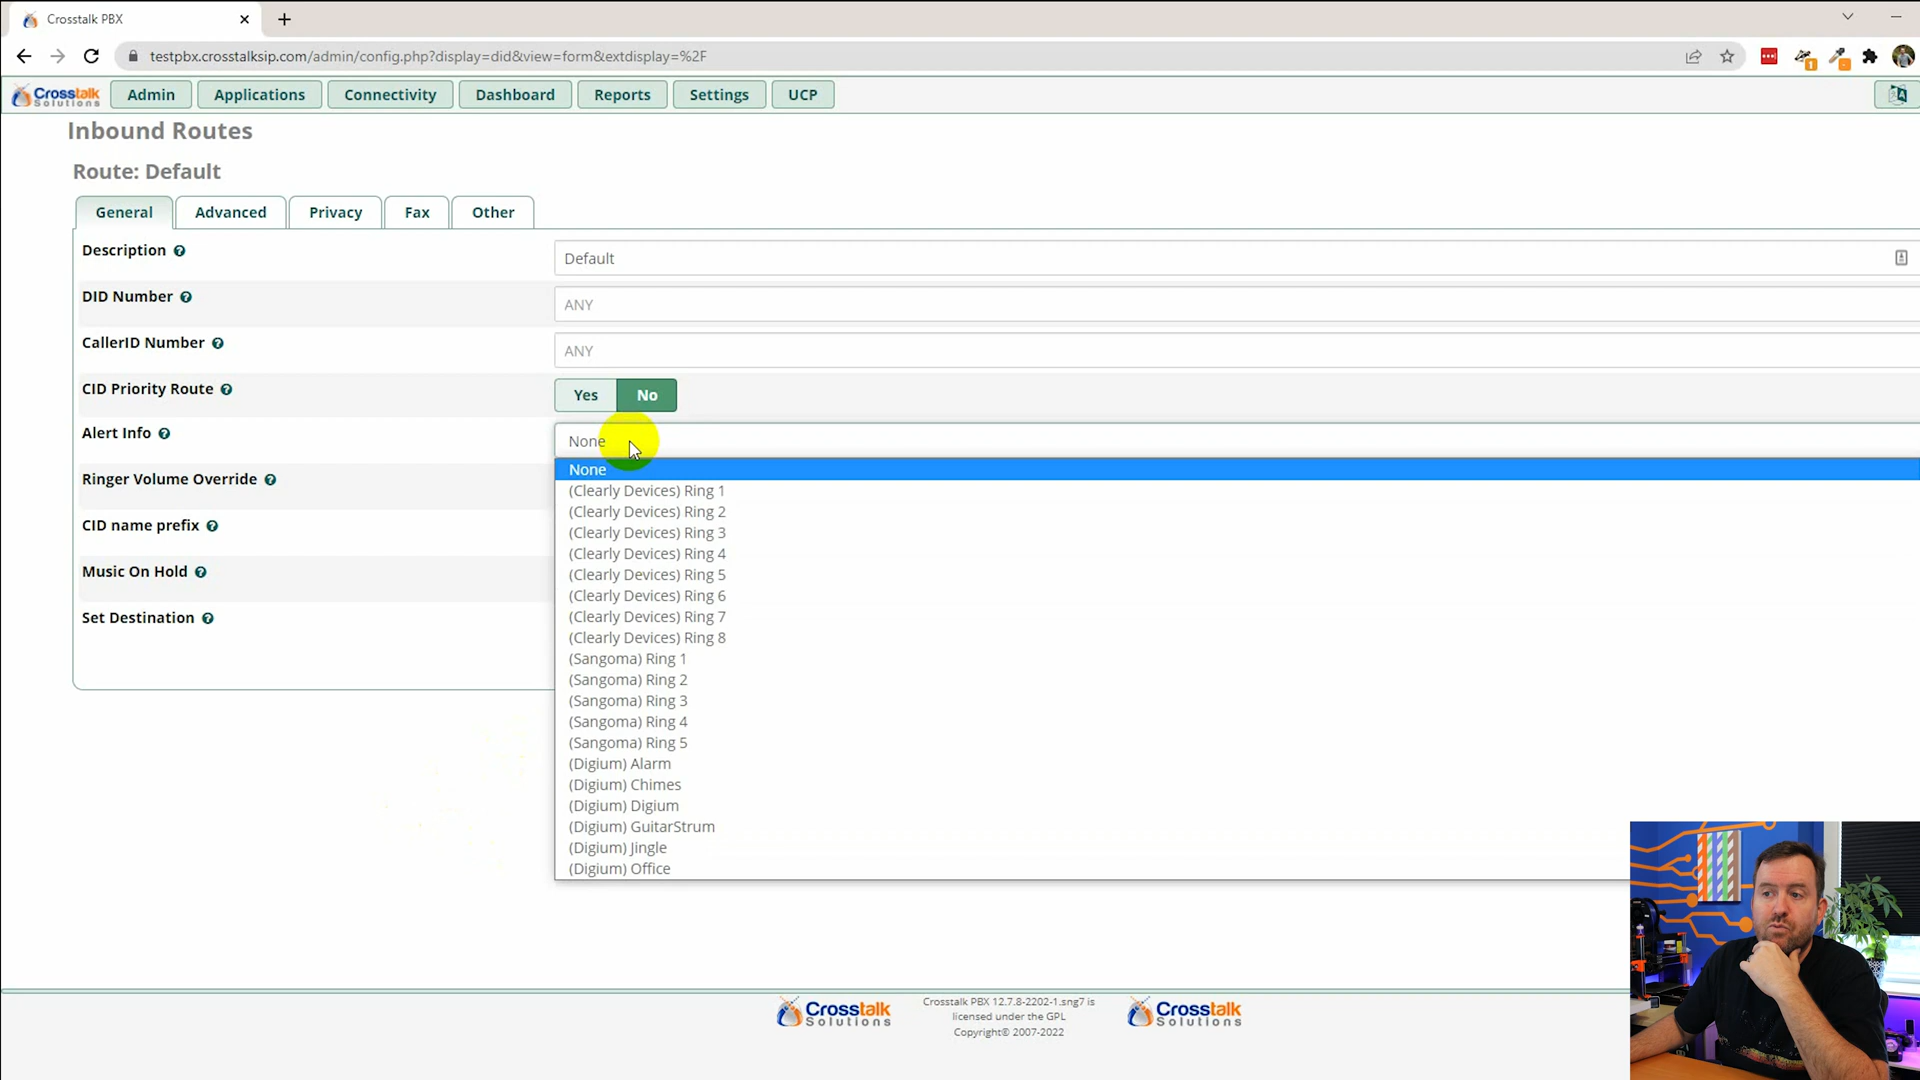 Crosstalk PBX
testpbx.crosstalksip.com/admin/config.php?display=did&view=form&extdisplay=%2F
Crosstalk Solutions
Admin
Applications
Connectivity
Dashboard
Reports
Settings
UCP
Inbound Routes
Route: Default
General
Advanced
Privacy
Fax
Other
Description
Default
DID Number
ANY
CallerID Number
ANY
CID Priority Route
Yes
No
Alert Info
None
Ringer Volume Override
CID name prefix
Music On Hold
Set Destination
None
(Clearly Devices) Ring 1
(Clearly Devices) Ring 2
(Clearly Devices) Ring 3
(Clearly Devices) Ring 4
(Clearly Devices) Ring 5
(Clearly Devices) Ring 6
(Clearly Devices) Ring 7
(Clearly Devices) Ring 8
(Sangoma) Ring 1
(Sangoma) Ring 2
(Sangoma) Ring 3
(Sangoma) Ring 4
(Sangoma) Ring 5
(Digium) Alarm
(Digium) Chimes
(Digium) Digium
(Digium) GuitarStrum
(Digium) Jingle
(Digium) Office
Crosstalk Solutions
Crosstalk PBX 12.7.8-2202-1.sng7 is
licensed under the GPL
Copyright© 2007-2022
Crosstalk Solutions